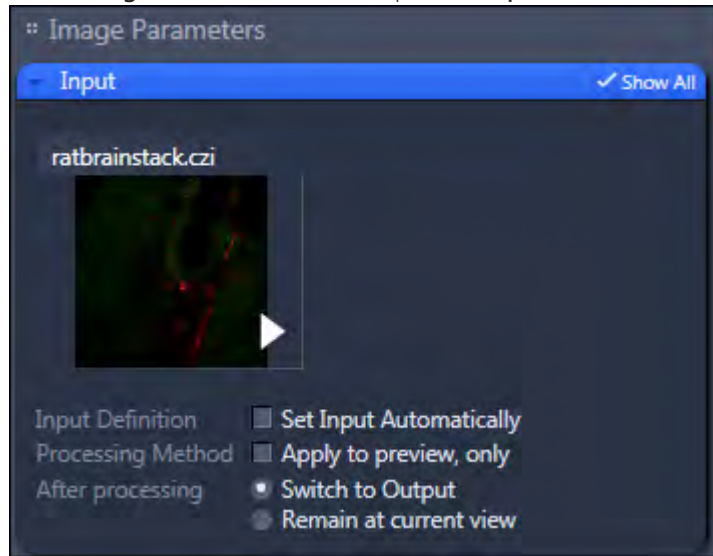 Image Parameters
Input ✓ Show All
ratbrainstack.czi
Input Definition Set Input Automatically
Processing Method Apply to preview, only
After processing Switch to Output
Remain at current view